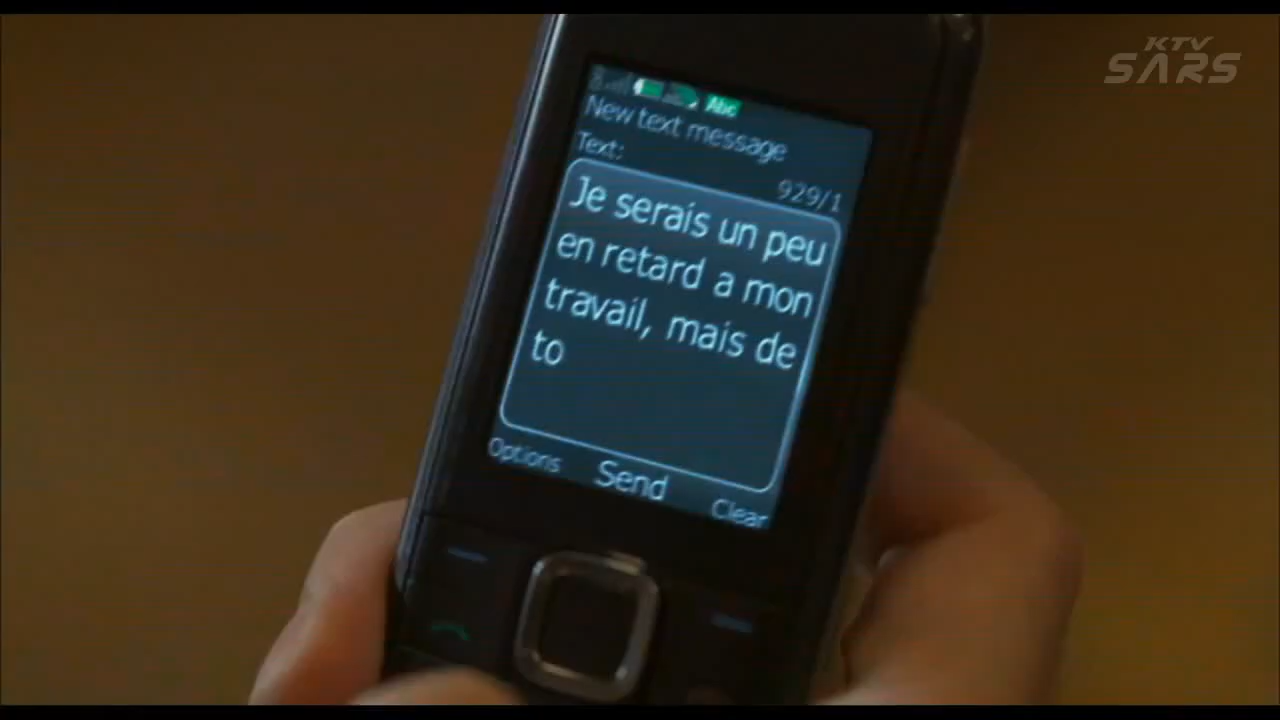 KTV
SARS
Abc
New text message
Text:
929/1
Je serais un peu
en retard a mon
travail, mais de
to
Options Send Clear